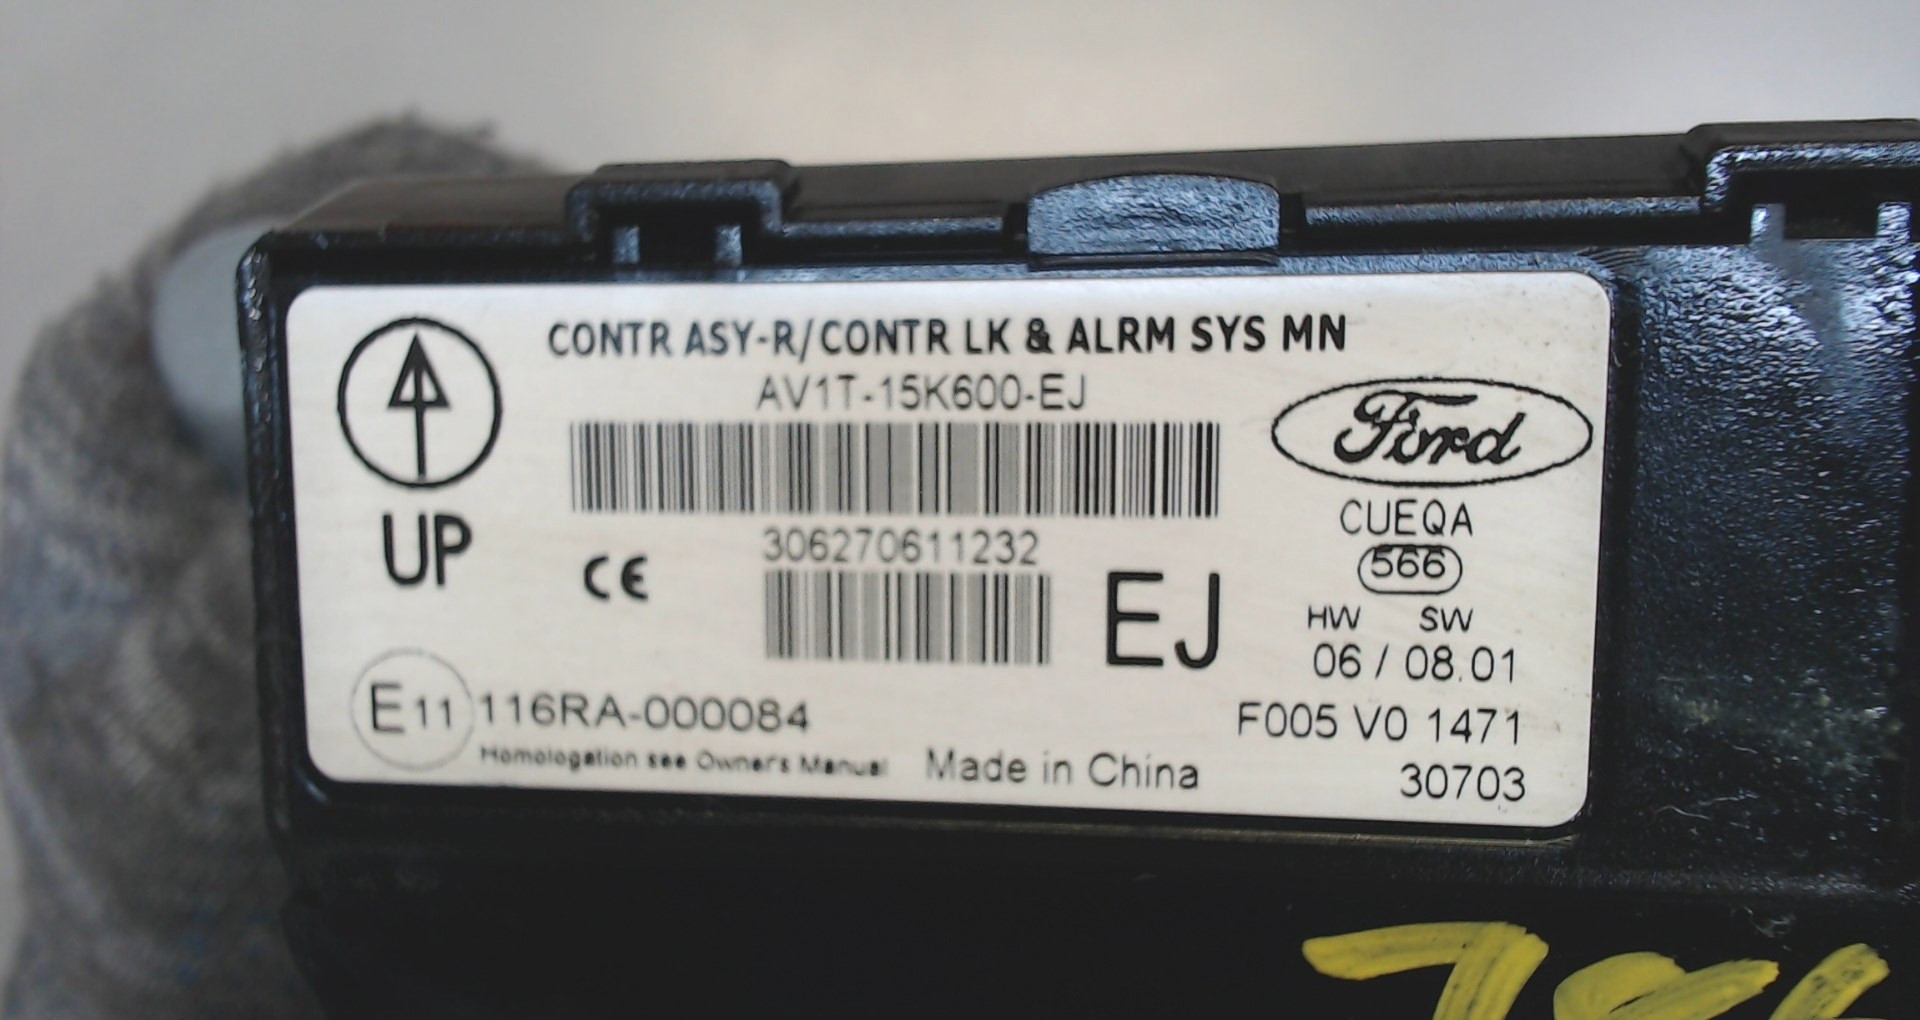 CONTR ASY-R/CONTR LK & ALRM SYS MN
AV1T-15K600-EJ
Ford
CUEQA
566
UP
CE
306270611232
EJ
HW SW
06 / 08.01
E11 116RA-000084
F005 V0 1471
Homologation see Owners Manual
Made in China
30703